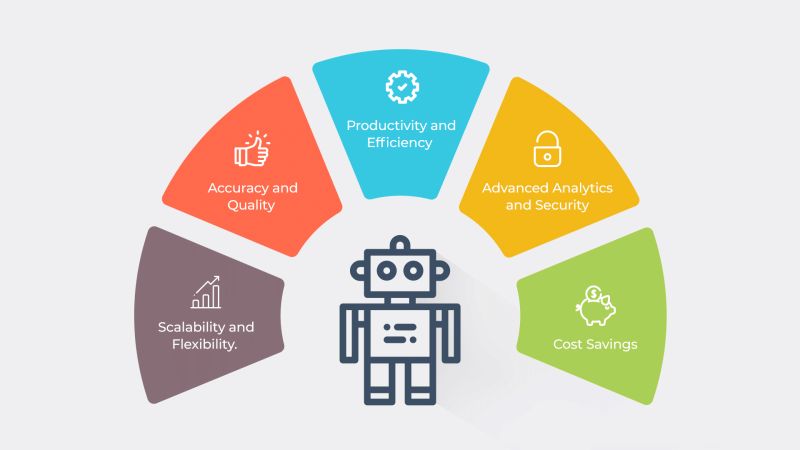 Productivity and
Efficiency
Accuracy and
Quality
Advanced Analytics
and Security
Scalability and
Flexibility.
$
Cost Savings